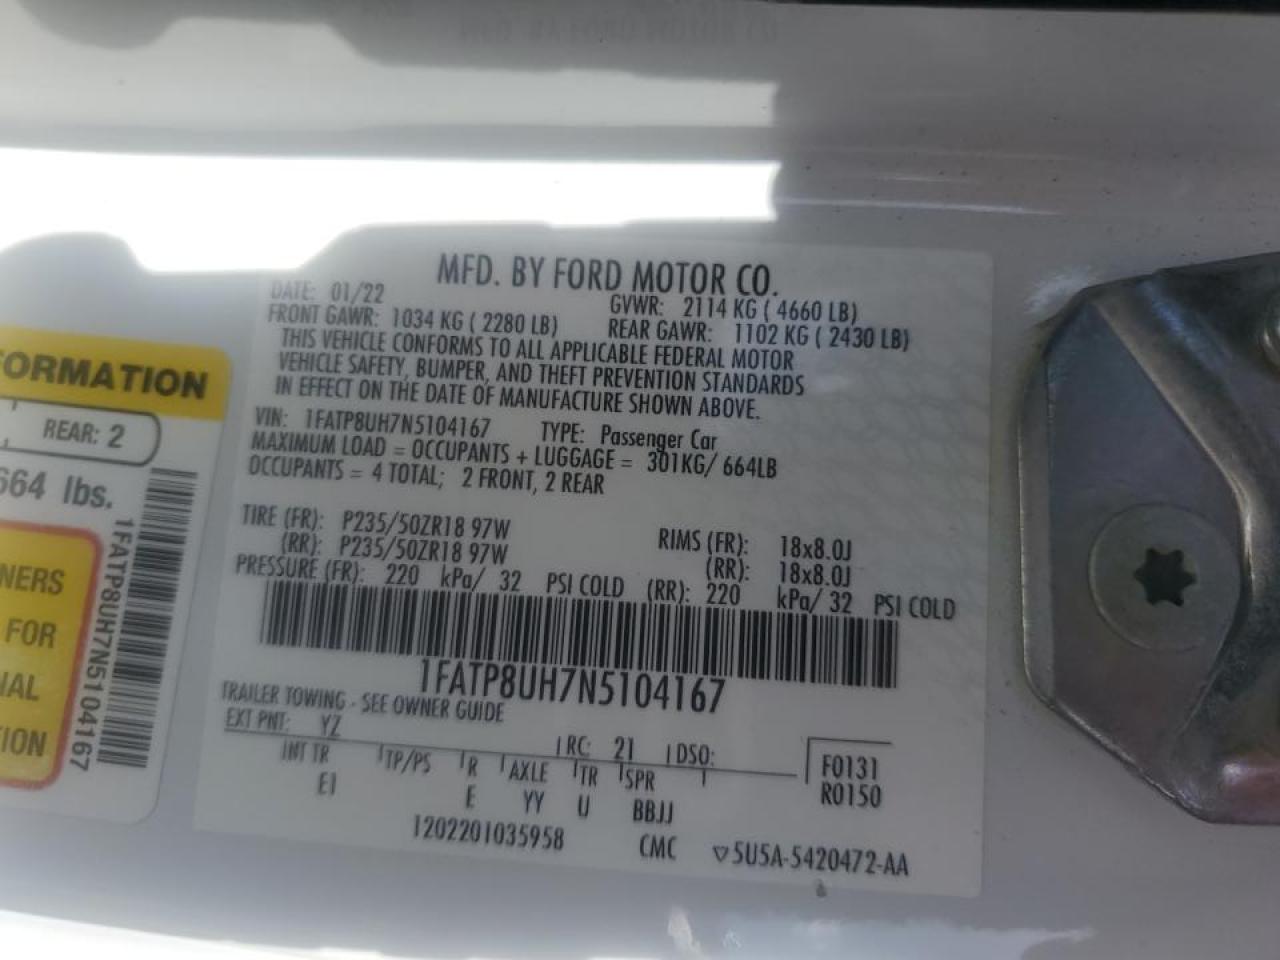 MFD. BY FORD MOTOR CO.
DATE: 01/22 GVWR: 2114 KG ( 4660 LB)
FRONT GAWR: 1034 KG ( 2280 LB) REAR GAWR: 1102 KG ( 2430 LB)
THIS VEHICLE CONFORMS TO ALL APPLICABLE FEDERAL MOTOR
VEHICLE SAFETY, BUMPER, AND THEFT PREVENTION STANDARDS
IN EFFECT ON THE DATE OF MANUFACTURE SHOWN ABOVE.
VIN: 1FATP8UH7N5104167 TYPE: Passenger Car
MAXIMUM LOAD = OCCUPANTS + LUGGAGE = 301KG/ 664LB
OCCUPANTS = 4 TOTAL; 2 FRONT, 2 REAR
TIRE (FR): P235/50ZR18 97W RIMS (FR): 18x8.0J
(RR): P235/50ZR18 97W (RR): 18x8.0J
PRESSURE (FR): 220 kPa/ 32 PSI COLD (RR): 220 kPa/ 32 PSI COLD
1FATP8UH7N5104167
TRAILER TOWING - SEE OWNER GUIDE
EXT PNT: YZ RC: 21 DSO:
INT TR TP/PS R AXLE TR SPR F0131
EI E YY U BBJJ R0150
1202201035958 CMC ▽5U5A-5420472-AA
ORMATION
REAR: 2
664 lbs.
1FATP8UH7N5104167
NERS
FOR
IAL
ION